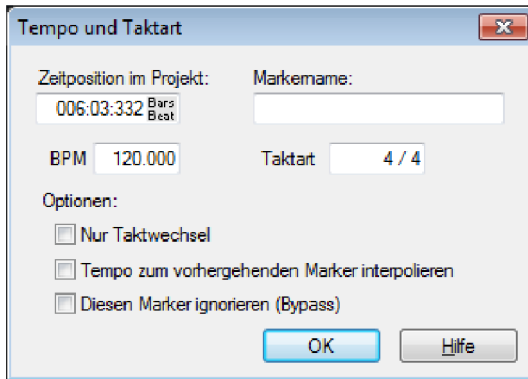 Tempo und Taktart
Zeitposition im Projekt:
Markername:
006:03:332 Bars Beat
BPM 120.000 Taktart 4 / 4
Optionen:
Nur Taktwechsel
Tempo zum vorhergehenden Marker interpolieren
Diesen Marker ignorieren (Bypass)
OK Hilfe